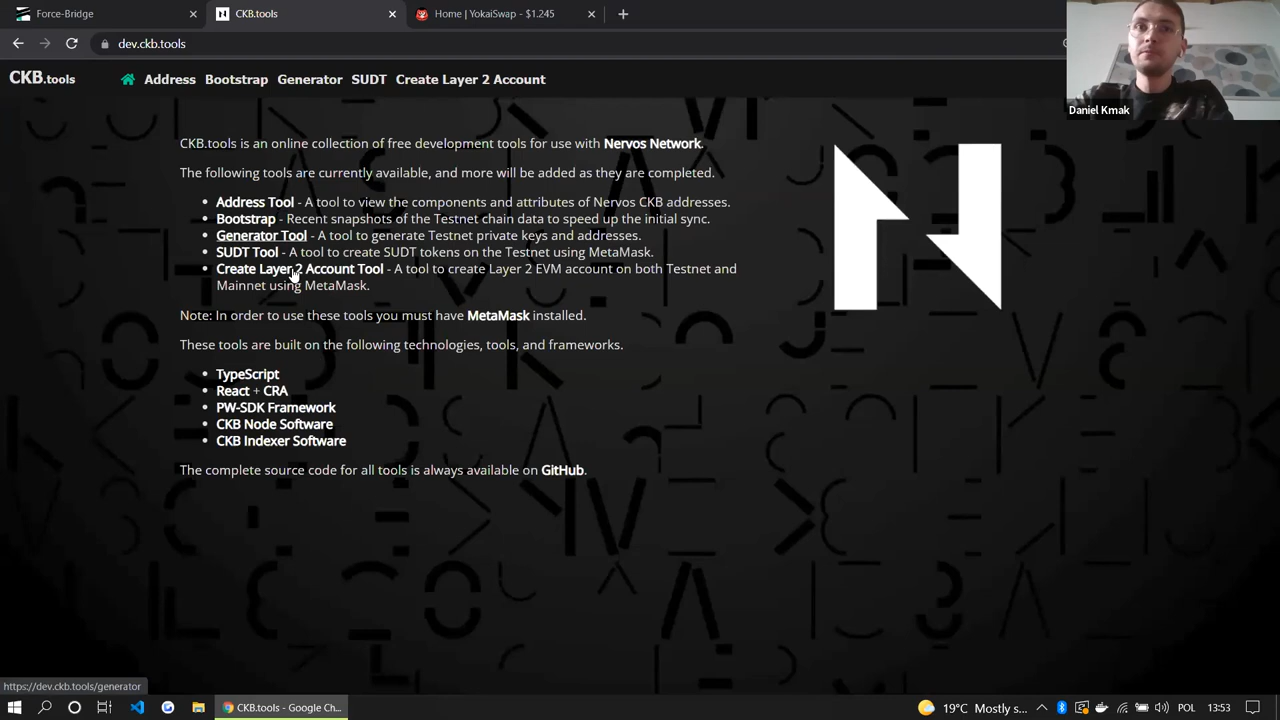 Force-Bridge
CKB.tools
Home | YokaiSwap - $1.245
dev.ckb.tools
CKB.tools
Address
Bootstrap
Generator
SUDT
Create Layer 2 Account
Daniel Kmak
CKB.tools is an online collection of free development tools for use with Nervos Network.
The following tools are currently available, and more will be added as they are completed.
Address Tool - A tool to view the components and attributes of Nervos CKB addresses.
Bootstrap - Recent snapshots of the Testnet chain data to speed up the initial sync.
Generator Tool - A tool to generate Testnet private keys and addresses.
SUDT Tool - A tool to create SUDT tokens on the Testnet using MetaMask.
Create Layer 2 Account Tool - A tool to create Layer 2 EVM account on both Testnet and
Mainnet using MetaMask.
Note: In order to use these tools you must have MetaMask installed.
These tools are built on the following technologies, tools, and frameworks.
TypeScript
React + CRA
PW-SDK Framework
CKB Node Software
CKB Indexer Software
The complete source code for all tools is always available on GitHub.
https://dev.ckb.tools/generator
CKB.tools - Google Ch...
19°C Mostly s...
POL
13:53